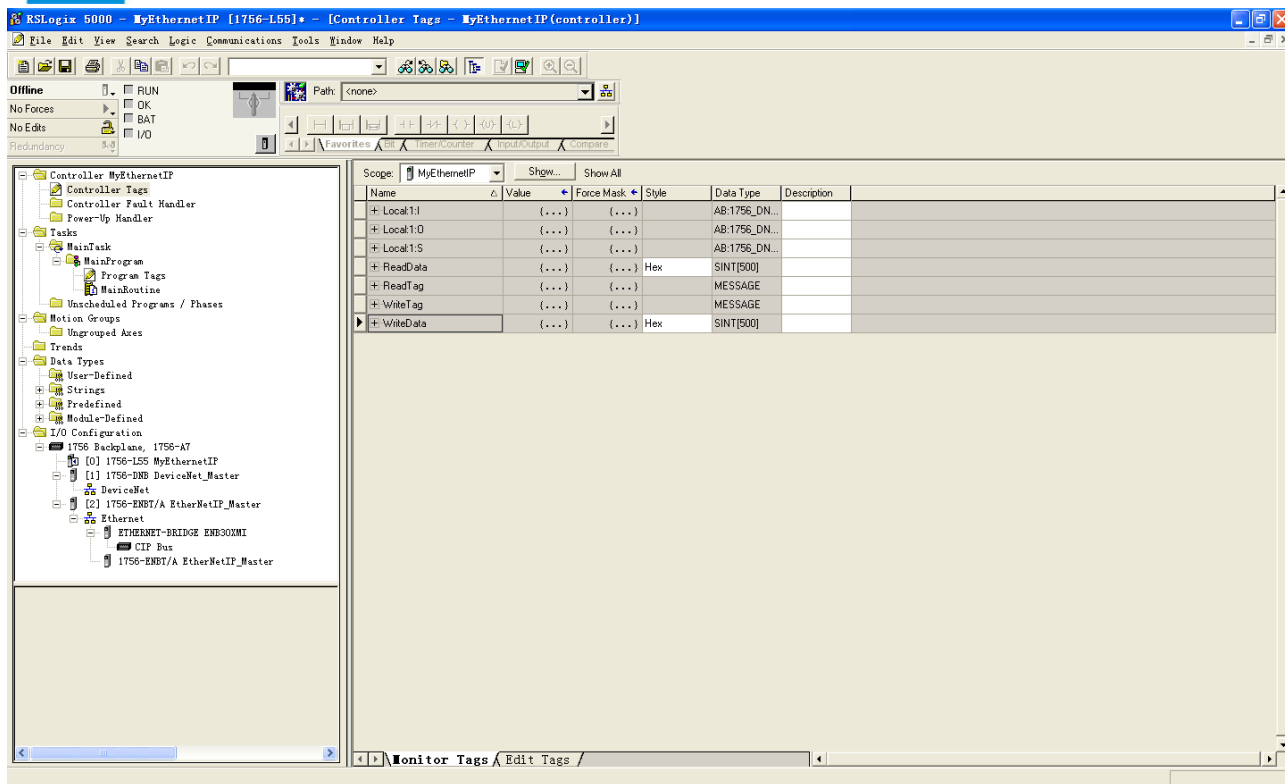 RSLogix 5000 - MyEthernetIP [1756-L55]* - [Controller Tags - MyEthernetIP(controller)]
File Edit View Search Logic Communications Tools Window Help
Offline
RUN
No Forces
OK
No Edits
BAT
Redundancy
I/O
Path: <none>
Favorites Bit Timer/Counter Input/Output Compare
Controller MyEthernetIP
Controller Tags
Controller Fault Handler
Power-Up Handler
Tasks
MainTask
MainProgram
Program Tags
MainRoutine
Unscheduled Programs / Phases
Motion Groups
Ungrouped Axes
Trends
Data Types
User-Defined
Strings
Predefined
Module-Defined
I/O Configuration
1756 Backplane, 1756-A7
[0] 1756-L55 MyEthernetIP
[1] 1756-DNB DeviceNet_Master
DeviceNet
[2] 1756-ENBT/A EtherNetIP_Master
Ethernet
ETHERNET-BRIDGE ENB30XMI
CIP Bus
1756-ENBT/A EtherNetIP_Master
Scope: MyEthernetIP Show... Show All
Name Value Force Mask Style Data Type Description
Local:1:I {...} {...} AB:1756_DN...
Local:1:O {...} {...} AB:1756_DN...
Local:1:S {...} {...} AB:1756_DN...
ReadData {...} {...} Hex SINT[500]
ReadTag {...} {...} MESSAGE
WriteTag {...} {...} MESSAGE
WriteData {...} {...} Hex SINT[500]
Monitor Tags Edit Tags